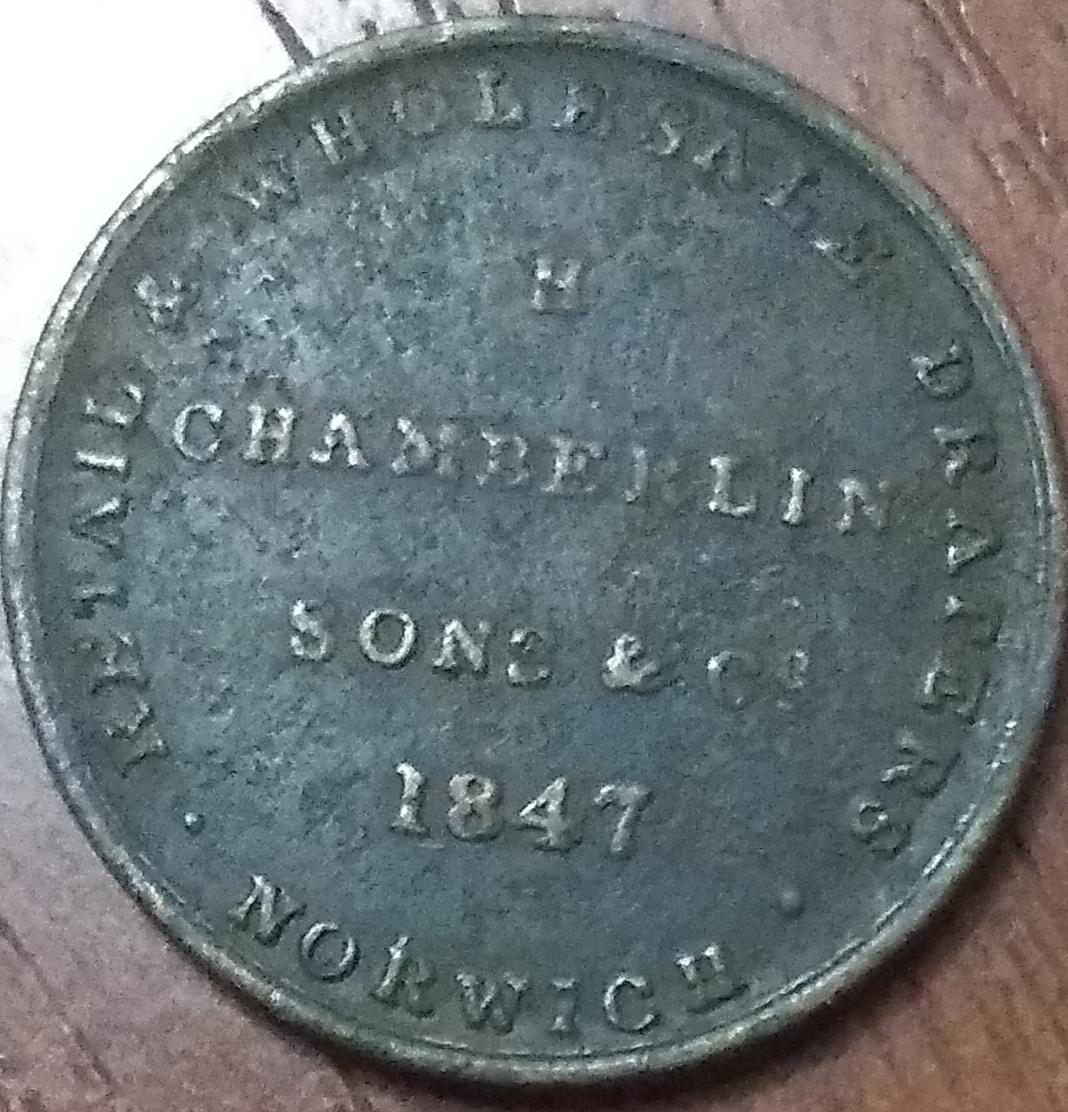 RETAIL & WHOLESALE DRAPERS
H
CHAMBERLIN
SONS & Co
1847
NORWICH